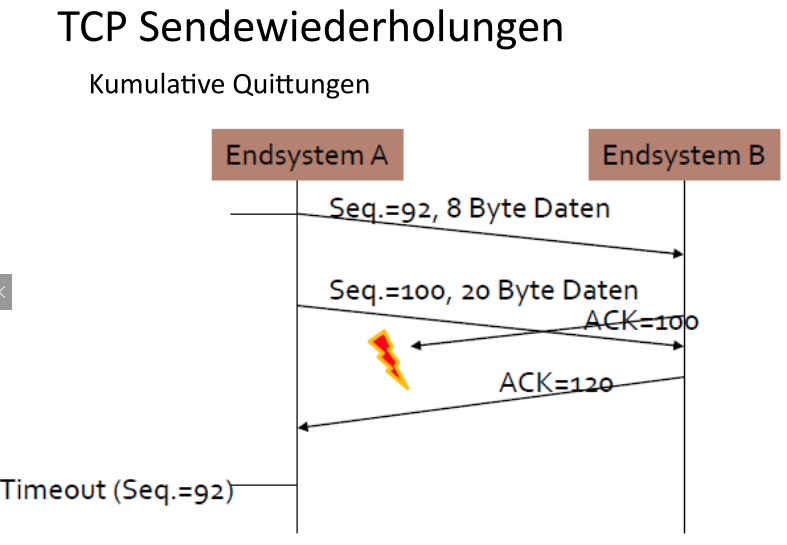 TCP Sendewiederholungen
Kumulative Quittungen
Endsystem A
Endsystem B
Seq.=92, 8 Byte Daten
Seq.=100, 20 Byte Daten
ACK=100
ACK=120
Timeout (Seq.=92)